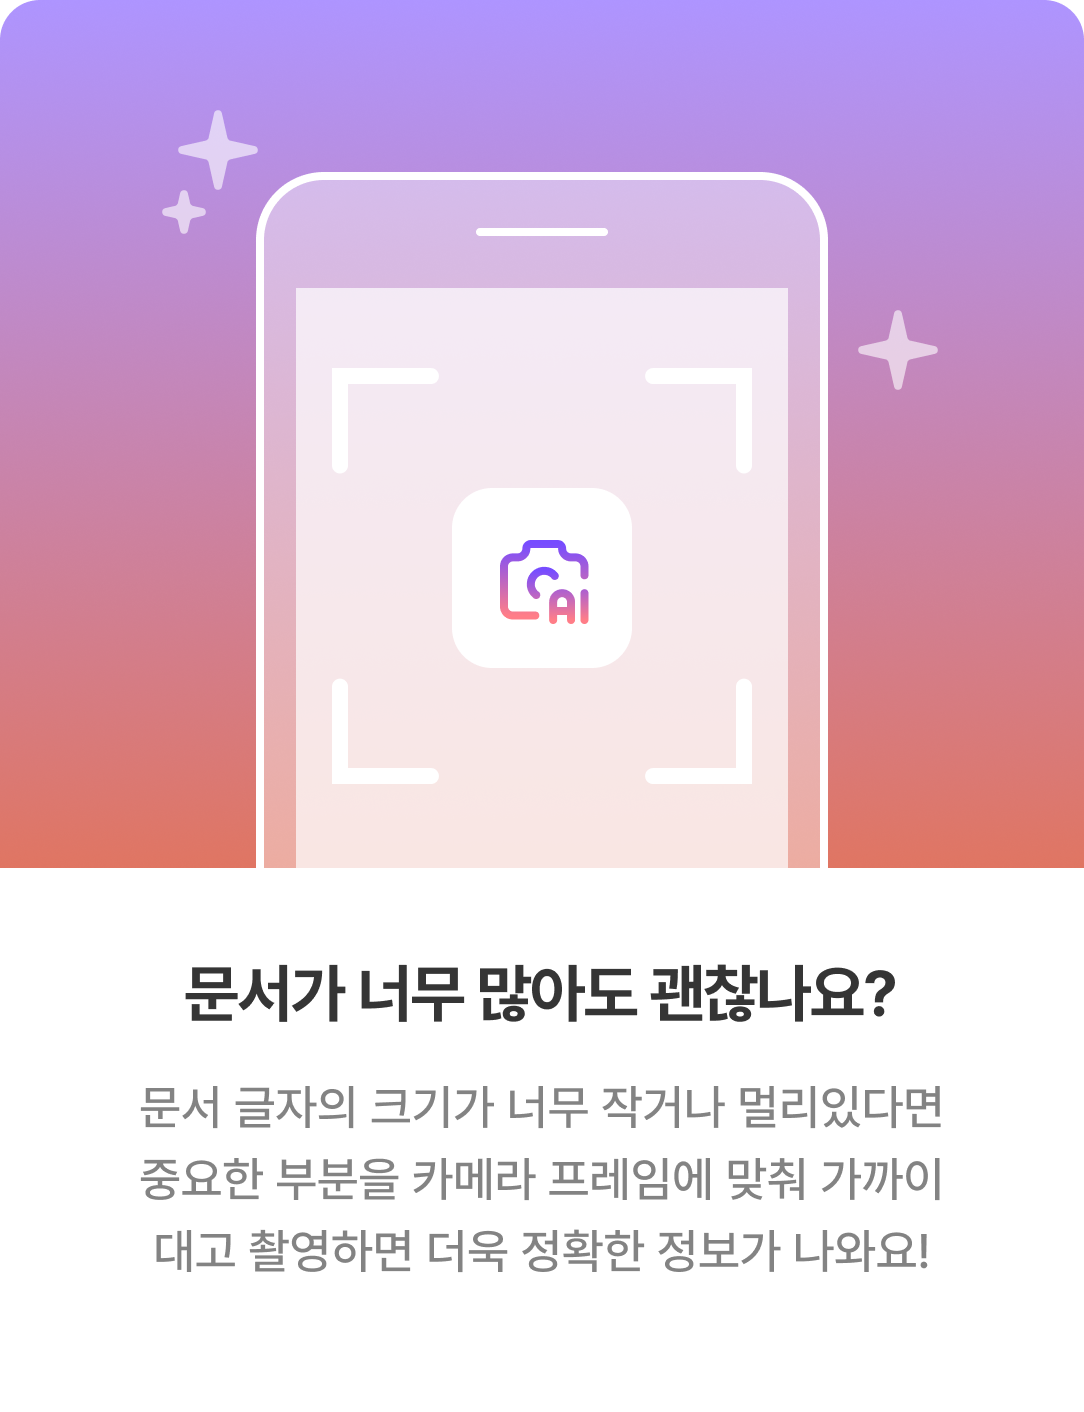 AI
문서가 너무 많아도 괜찮나요?
문서 글자의 크기가 너무 작거나 멀리있다면
중요한 부분을 카메라 프레임에 맞춰 가까이
대고 촬영하면 더욱 정확한 정보가 나와요!